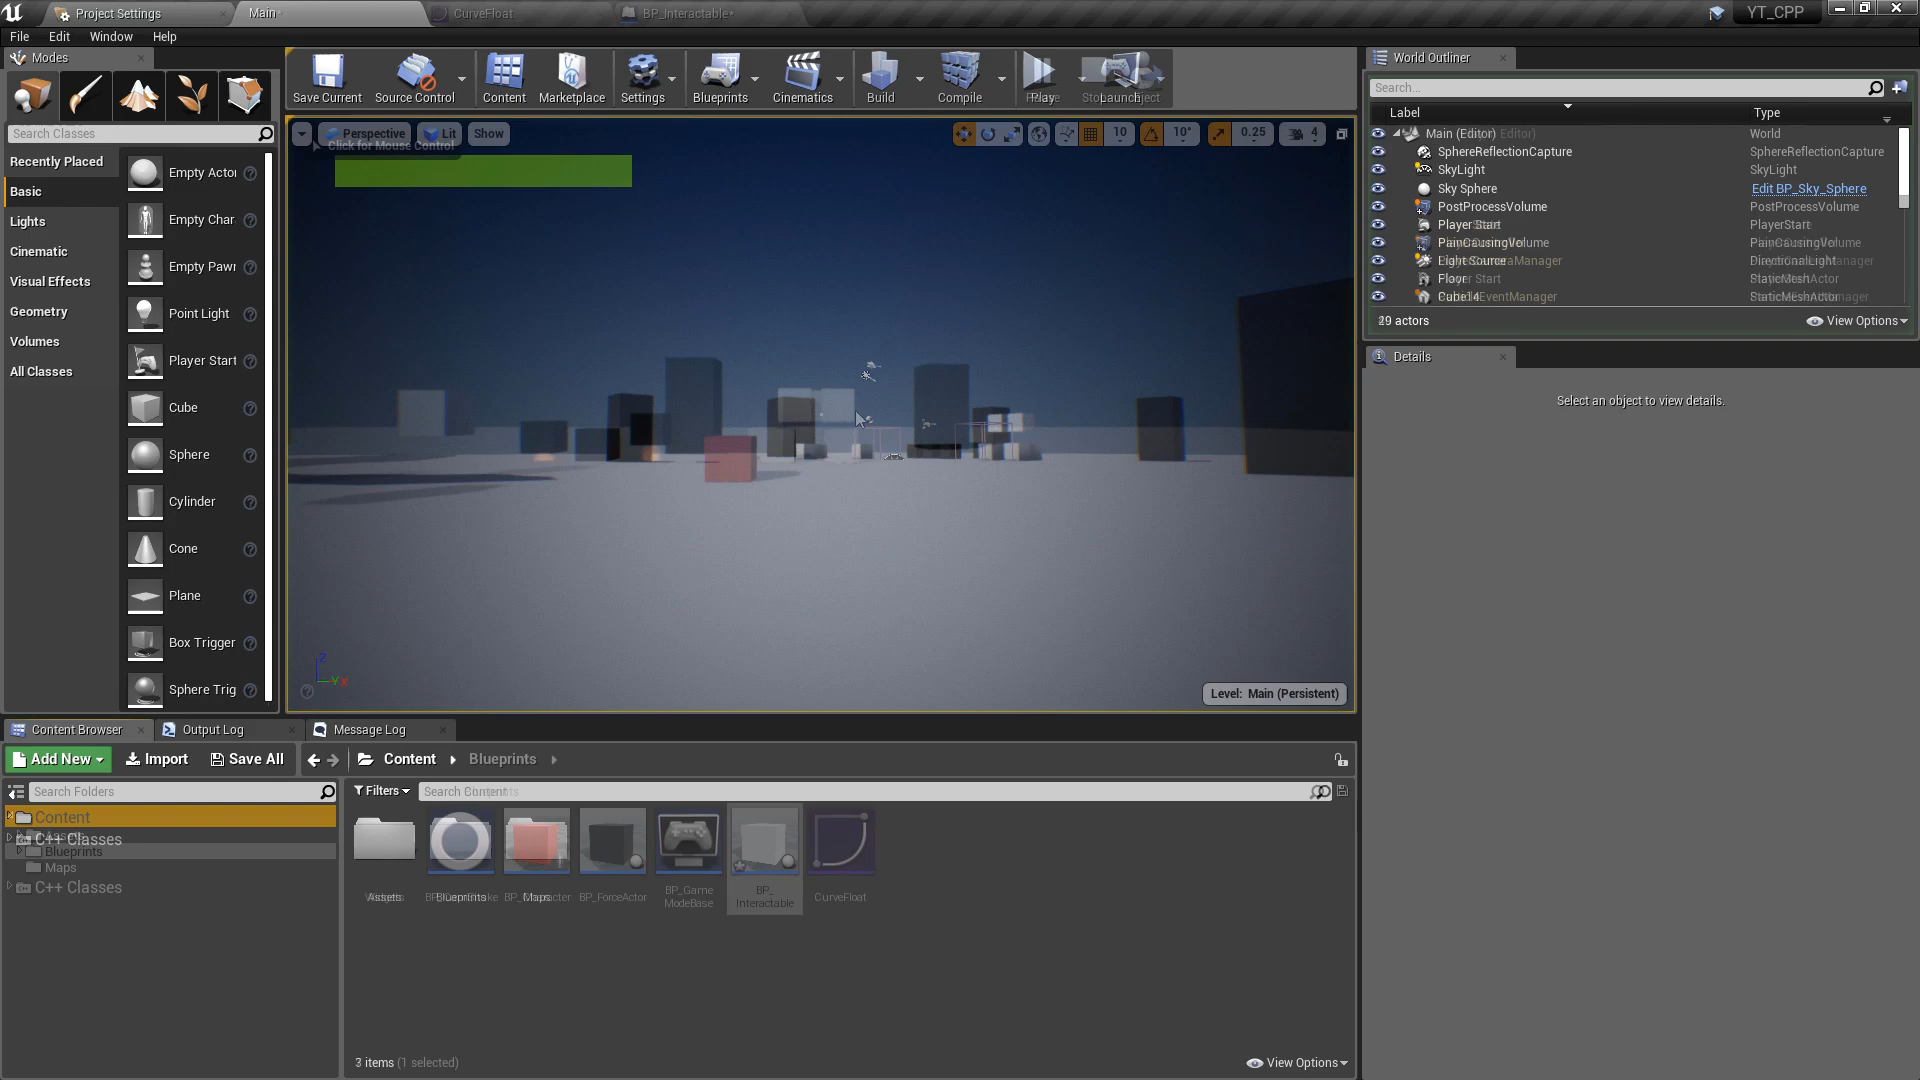 Project Settings
Main
CurveFloat
BP_Interactable*
YT_CPP
File Edit Window Help
Modes
Search Classes
Recently Placed
Basic
Lights
Cinematic
Visual Effects
Geometry
Volumes
All Classes
Empty Actor
Empty Char
Empty Pawn
Point Light
Player Start
Cube
Sphere
Cylinder
Cone
Plane
Box Trigger
Sphere Trig
Save Current
Source Control
Content
Marketplace
Settings
Blueprints
Cinematics
Build
Compile
Play
Launch
Perspective
Lit
Show
Click for Mouse Control
10
10°
0.25
4
Z
Y
X
Level: Main (Persistent)
World Outliner
Search...
Label Type
Main (Editor) World
SphereReflectionCapture SphereReflectionCapture
SkyLight SkyLight
Sky Sphere Edit BP_Sky_Sphere
PostProcessVolume PostProcessVolume
Player Start PlayerStart
PainCausingVolume PainCausingVolume
Light Source DirectionalLight
Floor StaticMeshActor
Cube14 StaticMeshActor
actors
View Options
Details
Select an object to view details.
Content Browser
Output Log
Message Log
Add New
Import
Save All
Content
Blueprints
Search Folders
Filters
Search Content
Content
Assets
C++ Classes
Blueprints
Maps
C++ Classes
Assets
Blueprints
Maps
BP_ForceActor
BP_Game
ModeBase
BP_
Interactable
CurveFloat
3 items (1 selected)
View Options